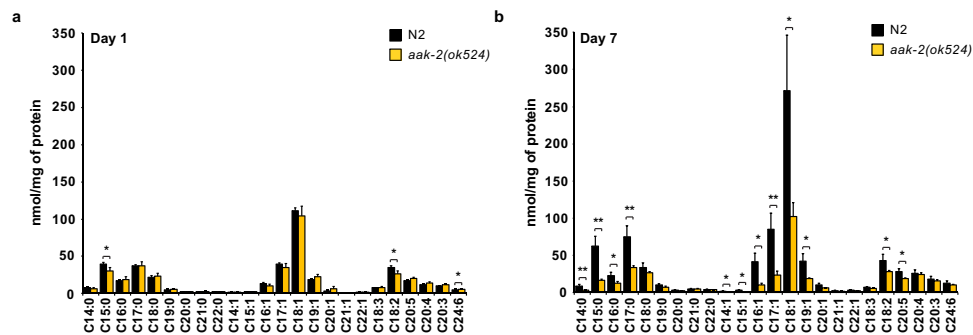 a
Day 1
N2
aak-2(ok524)
nmol/mg of protein
350
300
250
200
150
100
50
0
*
*
*
C14:0
C15:0
C16:0
C17:0
C18:0
C19:0
C20:0
C21:0
C22:0
C14:1
C15:1
C16:1
C17:1
C18:1
C19:1
C20:1
C21:1
C22:1
C18:3
C18:2
C20:5
C20:4
C20:3
C24:6
b
Day 7
N2
aak-2(ok524)
nmol/mg of protein
350
300
250
200
150
100
50
0
**
**
*
**
*
*
*
**
*
*
*
*
C14:0
C15:0
C16:0
C17:0
C18:0
C19:0
C20:0
C21:0
C22:0
C14:1
C15:1
C16:1
C17:1
C18:1
C19:1
C20:1
C21:1
C22:1
C18:3
C18:2
C20:5
C20:4
C20:3
C24:6